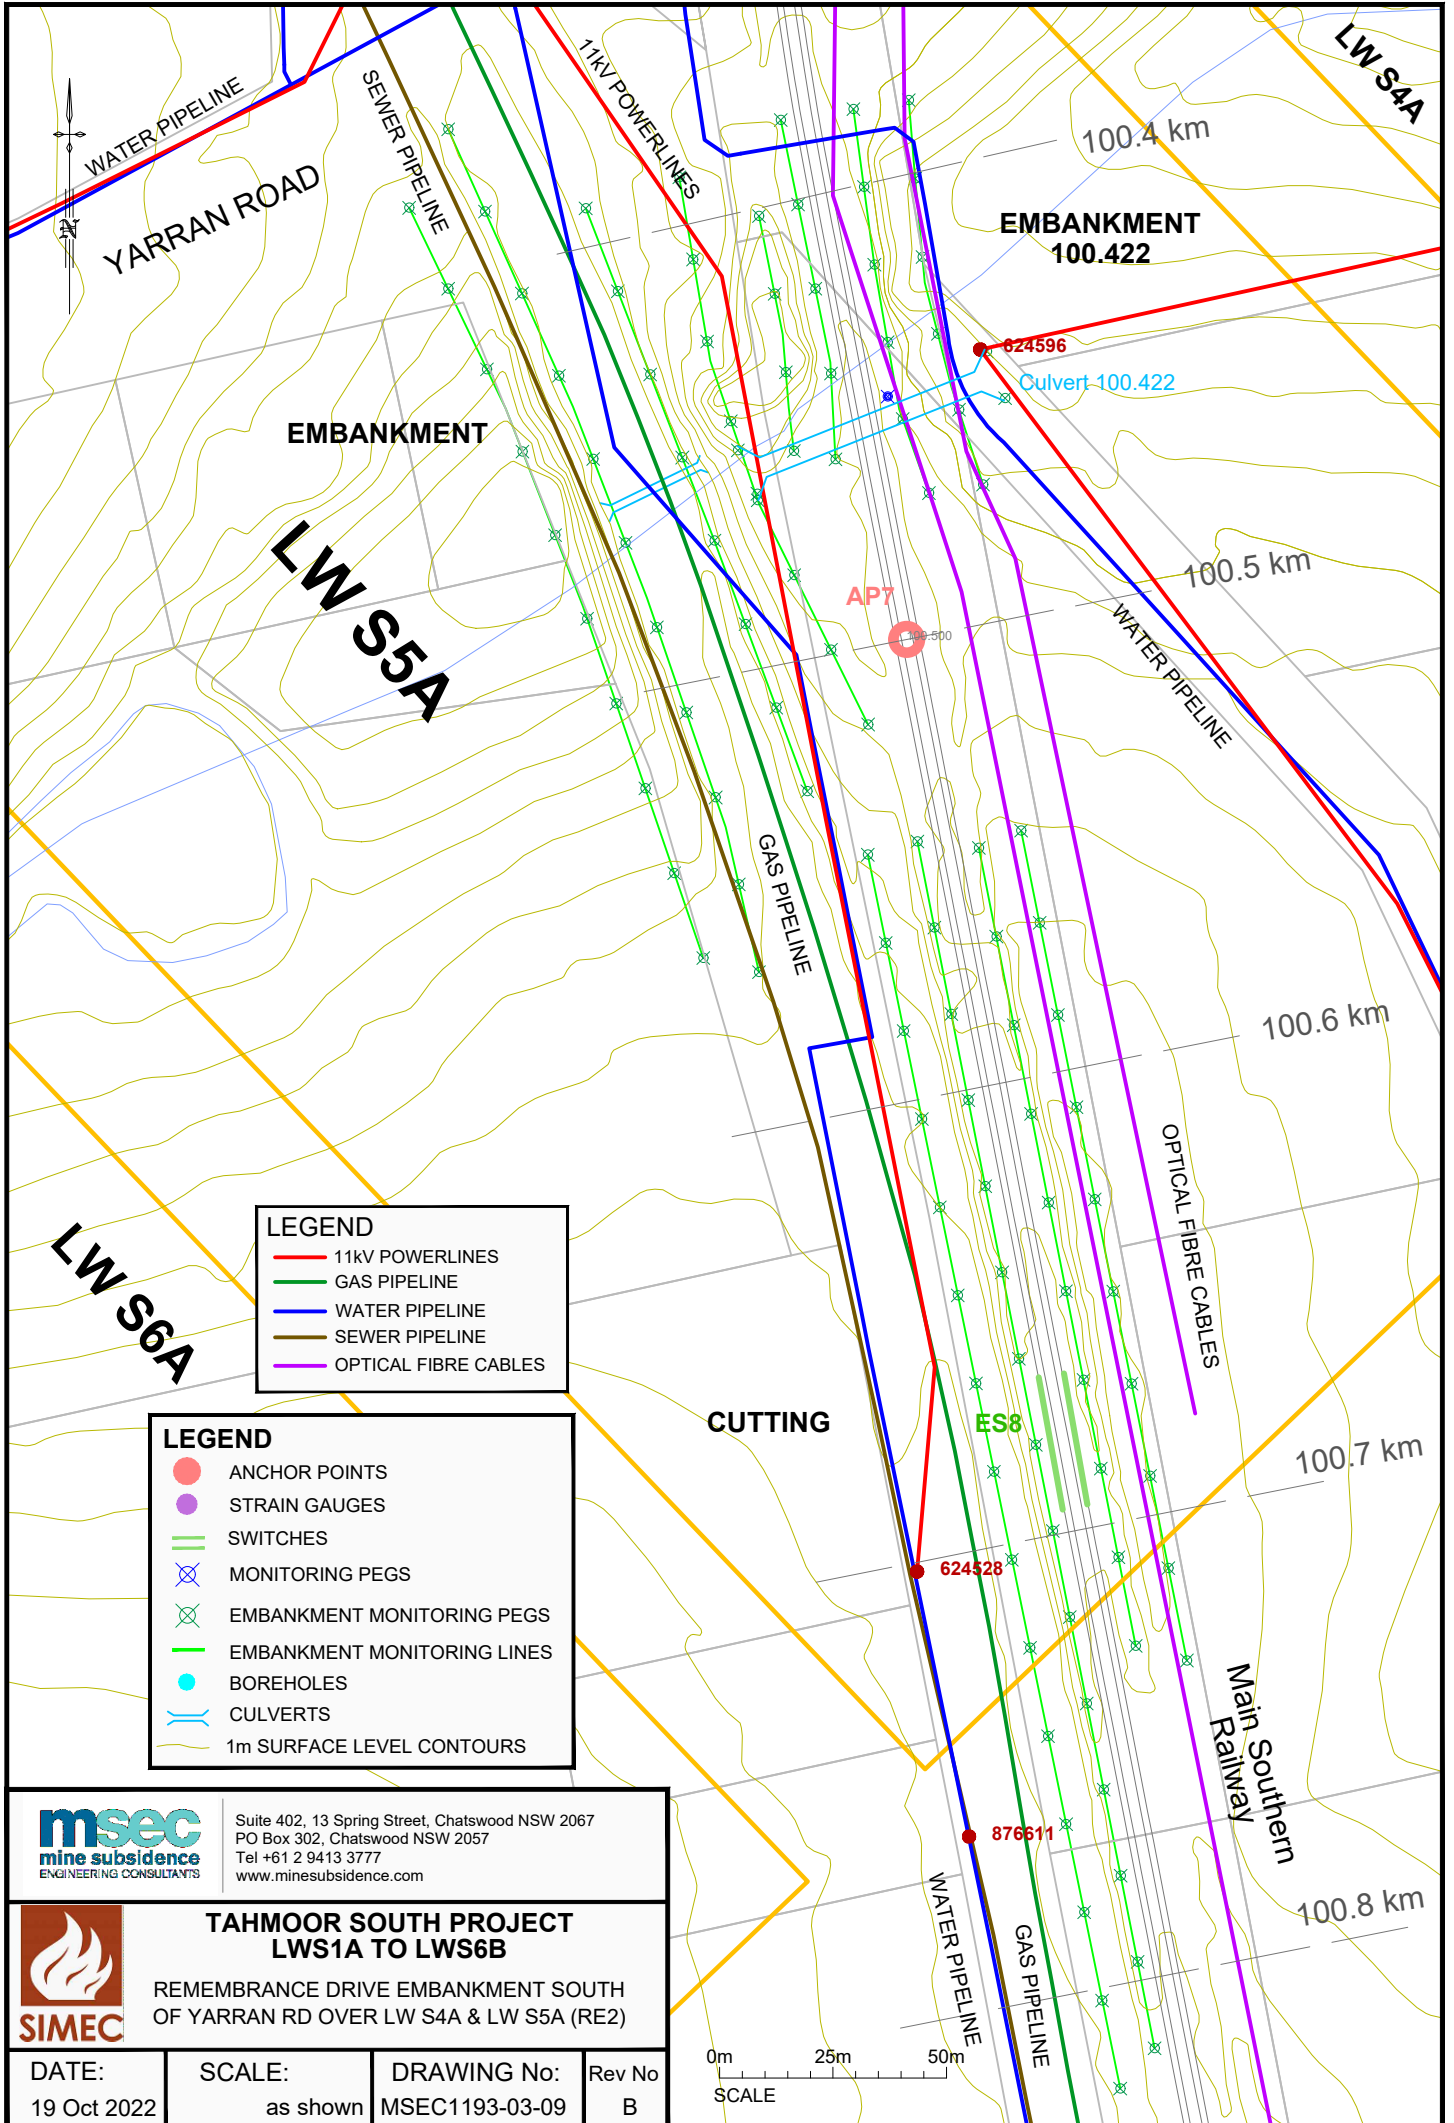 LW S4A
100.4 km
11kV POWERLINES
SEWER PIPELINE
WATER PIPELINE
YARRAN ROAD
N
EMBANKMENT
100.422
624596
Culvert 100.422
EMBANKMENT
LW S5A
100.5 km
AP7
100.500
WATER PIPELINE
GAS PIPELINE
100.6 km
OPTICAL FIBRE CABLES
LW S6A
LEGEND
11kV POWERLINES
GAS PIPELINE
WATER PIPELINE
SEWER PIPELINE
OPTICAL FIBRE CABLES
CUTTING
ES8
100.7 km
LEGEND
ANCHOR POINTS
STRAIN GAUGES
SWITCHES
MONITORING PEGS
EMBANKMENT MONITORING PEGS
EMBANKMENT MONITORING LINES
BOREHOLES
CULVERTS
1m SURFACE LEVEL CONTOURS
624528
Main Southern
Railway
876611
100.8 km
WATER PIPELINE
GAS PIPELINE
msec
mine subsidence
ENGINEERING CONSULTANTS
Suite 402, 13 Spring Street, Chatswood NSW 2067
PO Box 302, Chatswood NSW 2057
Tel +61 2 9413 3777
www.minesubsidence.com
SIMEC
TAHMOOR SOUTH PROJECT
LWS1A TO LWS6B
REMEMBRANCE DRIVE EMBANKMENT SOUTH
OF YARRAN RD OVER LW S4A & LW S5A (RE2)
DATE:
19 Oct 2022
SCALE:
as shown
DRAWING No:
MSEC1193-03-09
Rev No
B
0m 25m 50m
SCALE